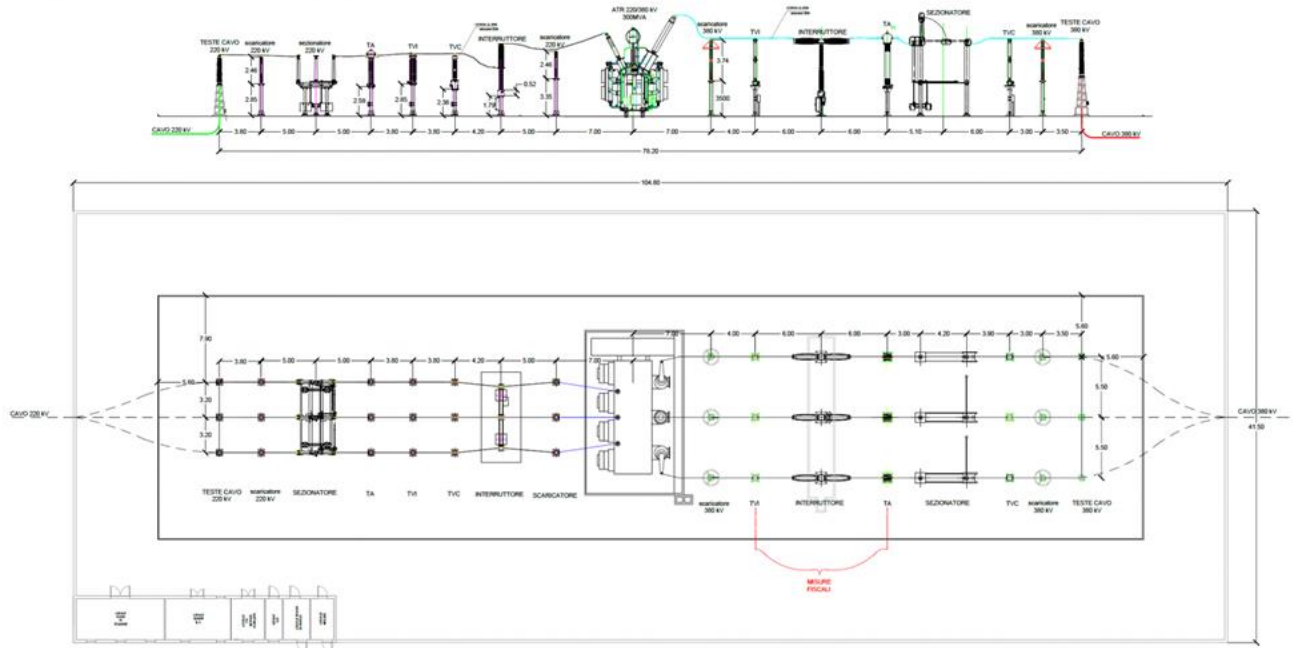 ATR 220/380 kV
300MVA
TESTE CAVO
220 kV
scaricatore
220 kV
sezionatore
220 kV
TA
TVI
TVC
INTERRUTTORE
scaricatore
220 kV
scaricatore
380 kV
TVI
INTERRUTTORE
TA
SEZIONATORE
TVC
scaricatore
380 kV
TESTE CAVO
380 kV
2.46
2.95
2.59
2.38
1.79
0.52
2.46
3.35
3.74
3500
CAVO 220 kV
3.80 5.00 5.00 3.80 3.80 4.20 5.00 7.00 7.00 4.00 6.00 6.00 5.10 6.00 3.00 3.50
CAVO 380 kV
78.20
104.60
7.90
5.60
7.00 4.00 6.00 6.00 3.00 4.20 3.90 3.00 3.50
3.80 5.00 5.00 3.80 3.80 4.20 5.00 7.00
5.60
3.20
3.20
5.50
5.50
CAVO 220 kV
CAVO 380 kV
41.50
TESTE CAVO
220 kV
scaricatore
220 kV
SEZIONATORE
TA
TVI
TVC
INTERRUTTORE
SCARICATORE
scaricatore
380 kV
TVI
INTERRUTTORE
TA
SEZIONATORE
TVC
scaricatore
380 kV
TESTE CAVO
380 kV
MISURE
FISCALI